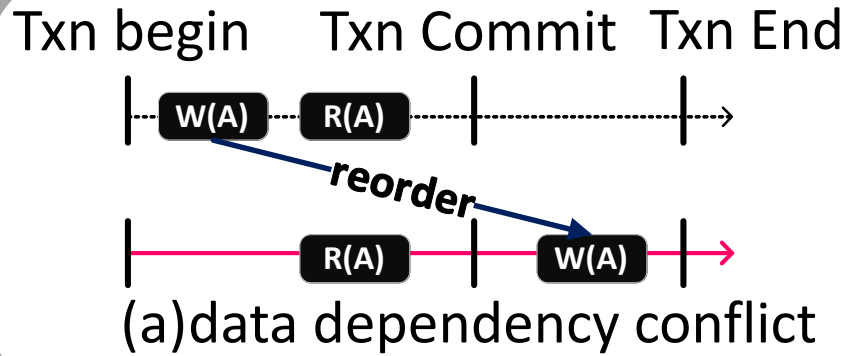 Txn begin Txn Commit Txn End
W(A) R(A)
reorder
R(A) W(A)
(a)data dependency conflict